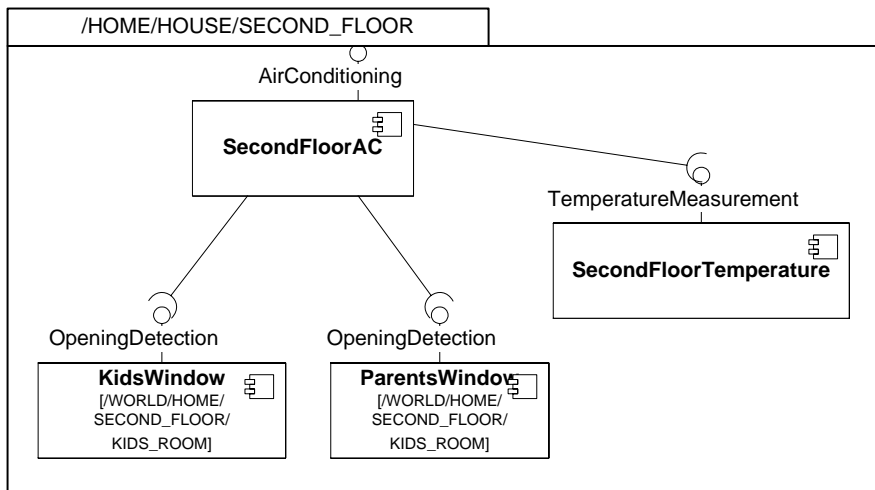 /HOME/HOUSE/SECOND_FLOOR
AirConditioning
SecondFloorAC
TemperatureMeasurement
SecondFloorTemperature
OpeningDetection
OpeningDetection
KidsWindow
[/WORLD/HOME/
SECOND_FLOOR/
KIDS_ROOM]
ParentsWindow
[/WORLD/HOME/
SECOND_FLOOR/
KIDS_ROOM]